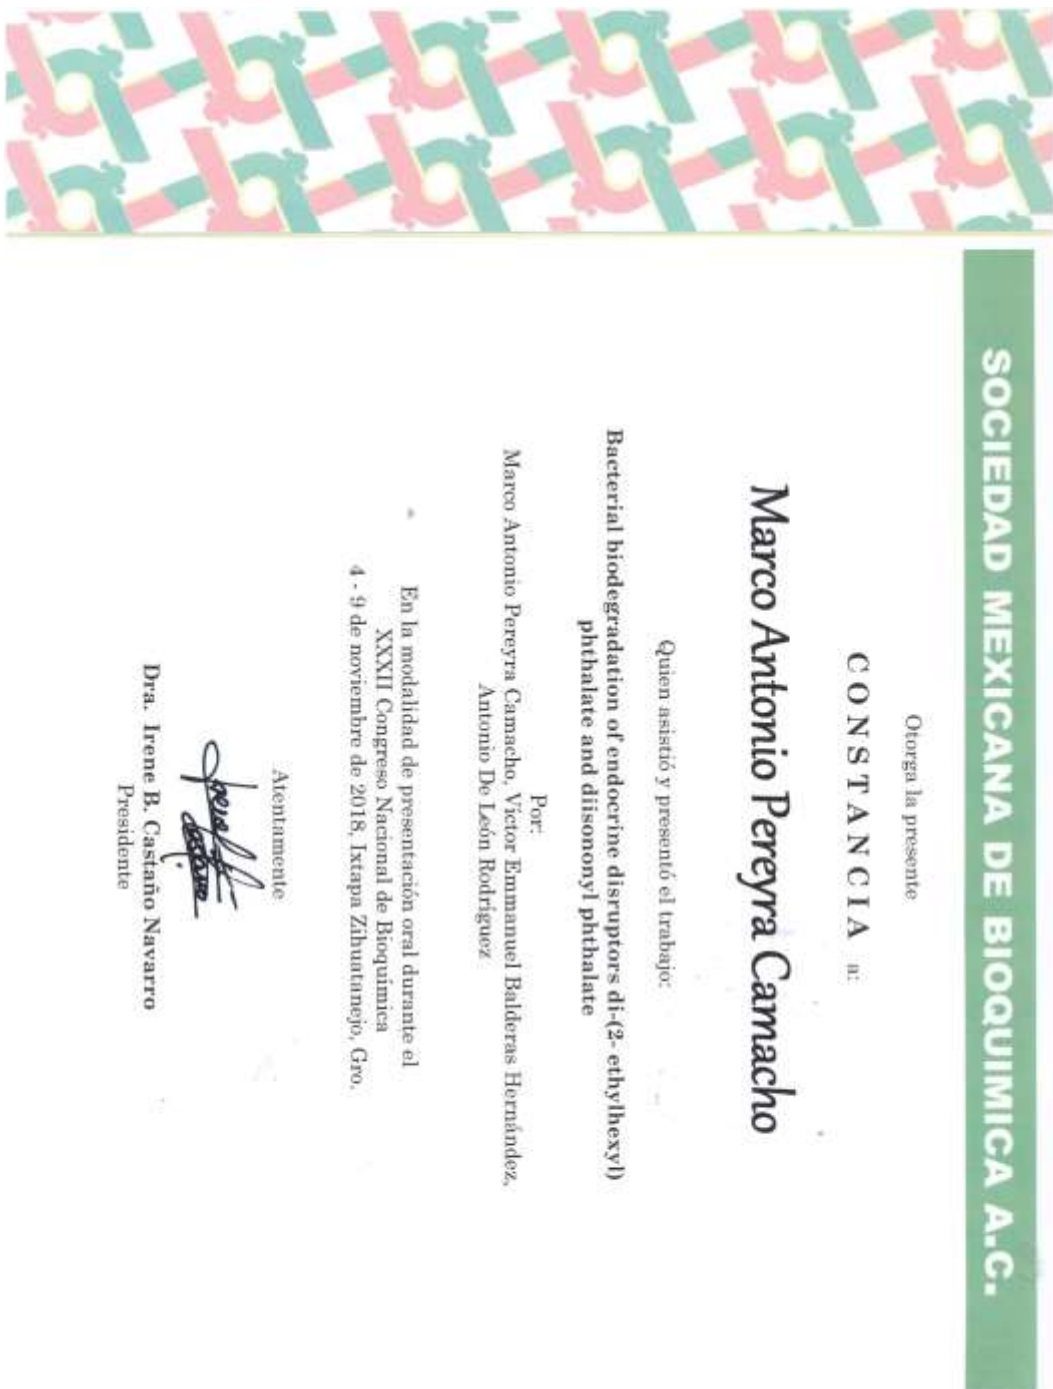 SOCIEDAD MEXICANA DE BIOQUIMICA A.C.
Otorga la presente
CONSTANCIA a:
Marco Antonio Pereyra Camacho
Quien asistió y presentó el trabajo:
Bacterial biodegradation of endocrine disruptors di-(2- ethylhexyl)
phthalate and diisononyl phthalate
Por:
Marco Antonio Pereyra Camacho, Víctor Emmanuel Balderas Hernández,
Antonio De León Rodríguez
En la modalidad de presentación oral durante el
XXXII Congreso Nacional de Bioquímica
4 - 9 de noviembre de 2018, Ixtapa Zihuatanejo, Gro.
Atentamente
Dra. Irene B. Castaño Navarro
Presidente